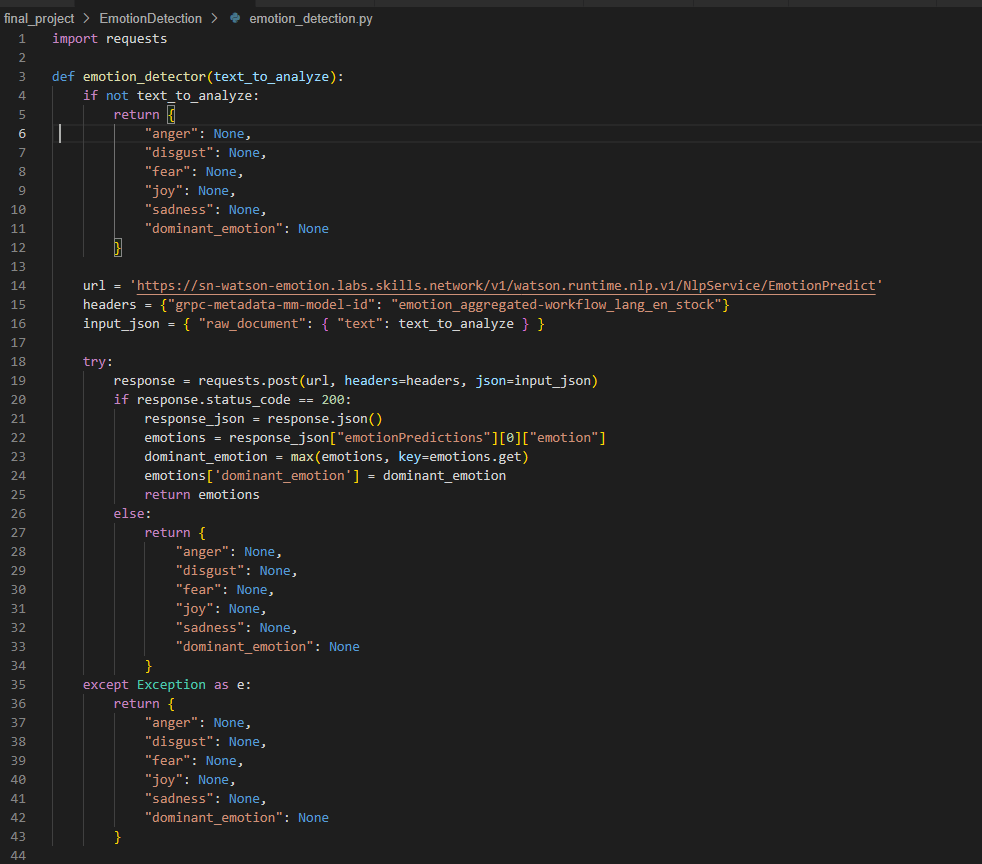 final_project > EmotionDetection > emotion_detection.py
1 import requests
2
3 def emotion_detector(text_to_analyze):
4     if not text_to_analyze:
5         return {
6             "anger": None,
7             "disgust": None,
8             "fear": None,
9             "joy": None,
10             "sadness": None,
11             "dominant_emotion": None
12         }
13
14     url = 'https://sn-watson-emotion.labs.skills.network/v1/watson.runtime.nlp.v1/NlpService/EmotionPredict'
15     headers = {"grpc-metadata-mm-model-id": "emotion_aggregated-workflow_lang_en_stock"}
16     input_json = { "raw_document": { "text": text_to_analyze } }
17
18     try:
19         response = requests.post(url, headers=headers, json=input_json)
20         if response.status_code == 200:
21             response_json = response.json()
22             emotions = response_json["emotionPredictions"][0]["emotion"]
23             dominant_emotion = max(emotions, key=emotions.get)
24             emotions['dominant_emotion'] = dominant_emotion
25             return emotions
26         else:
27             return {
28                 "anger": None,
29                 "disgust": None,
30                 "fear": None,
31                 "joy": None,
32                 "sadness": None,
33                 "dominant_emotion": None
34             }
35     except Exception as e:
36         return {
37             "anger": None,
38             "disgust": None,
39             "fear": None,
40             "joy": None,
41             "sadness": None,
42             "dominant_emotion": None
43         }
44